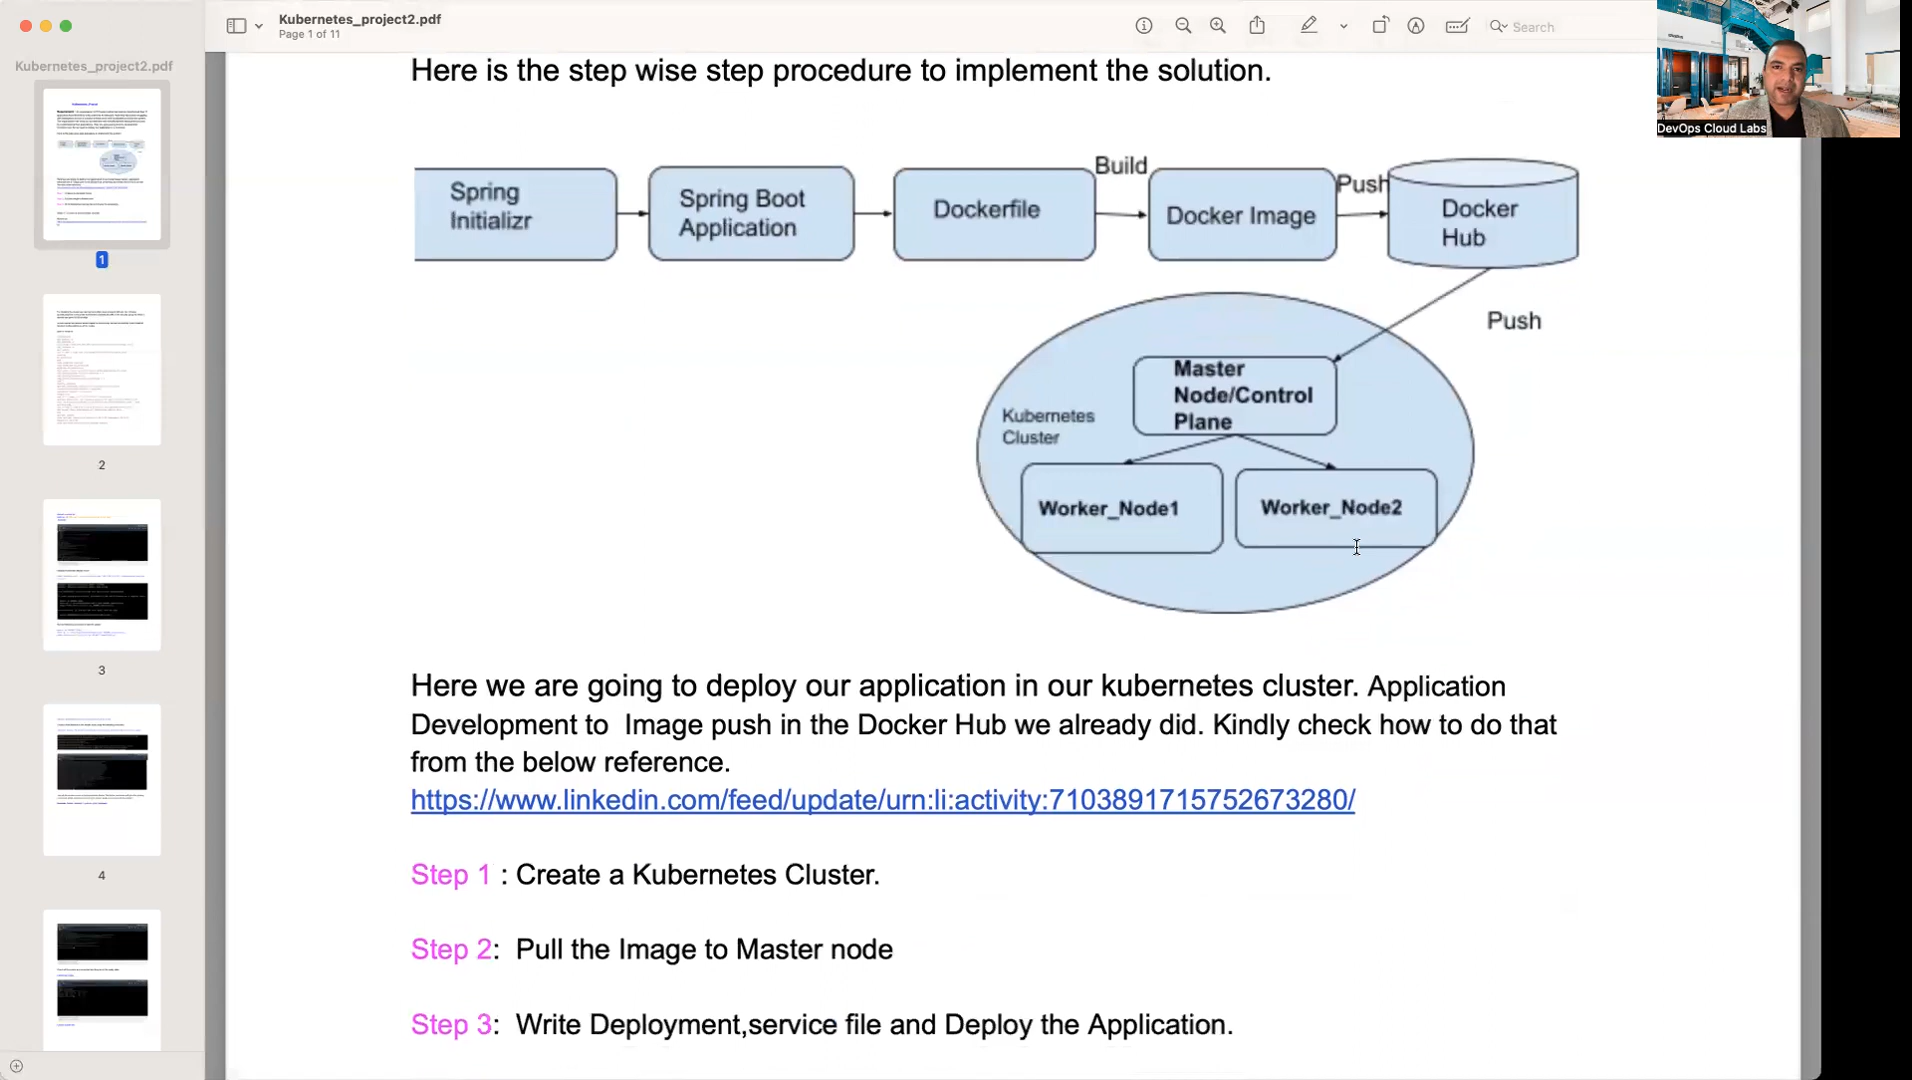 Kubernetes_project2.pdf
Page 1 of 11
Search
DevOps Cloud Labs
Kubernetes_project2.pdf
1
2
3
4
Here is the step wise step procedure to implement the solution.
Spring
Initializr
Spring Boot
Application
Dockerfile
Build
Docker Image
Push
Docker
Hub
Push
Kubernetes
Cluster
Master
Node/Control
Plane
Worker_Node1
Worker_Node2
Here we are going to deploy our application in our kubernetes cluster. Application
Development to  Image push in the Docker Hub we already did. Kindly check how to do that
from the below reference.
https://www.linkedin.com/feed/update/urn:li:activity:7103891715752673280/
Step 1 : Create a Kubernetes Cluster.
Step 2:  Pull the Image to Master node
Step 3:  Write Deployment,service file and Deploy the Application.